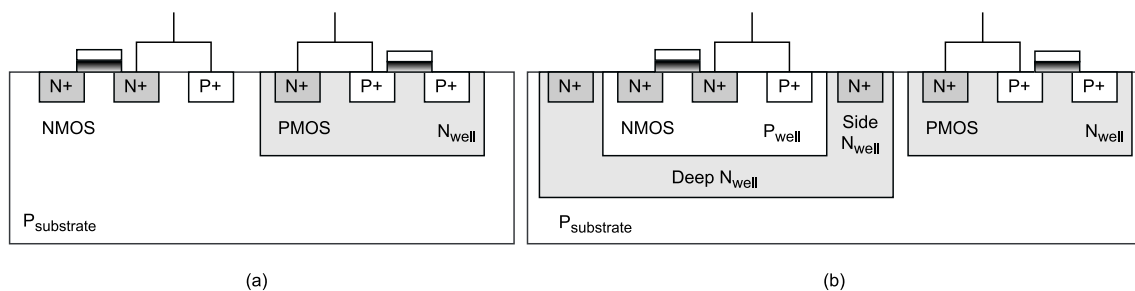 N+ N+ P+ N+ P+ P+
NMOS PMOS Nwell
Psubstrate
(a)
N+ N+ N+ P+ N+ N+ P+ P+
NMOS Pwell Side Nwell PMOS Nwell
Deep Nwell
Psubstrate
(b)